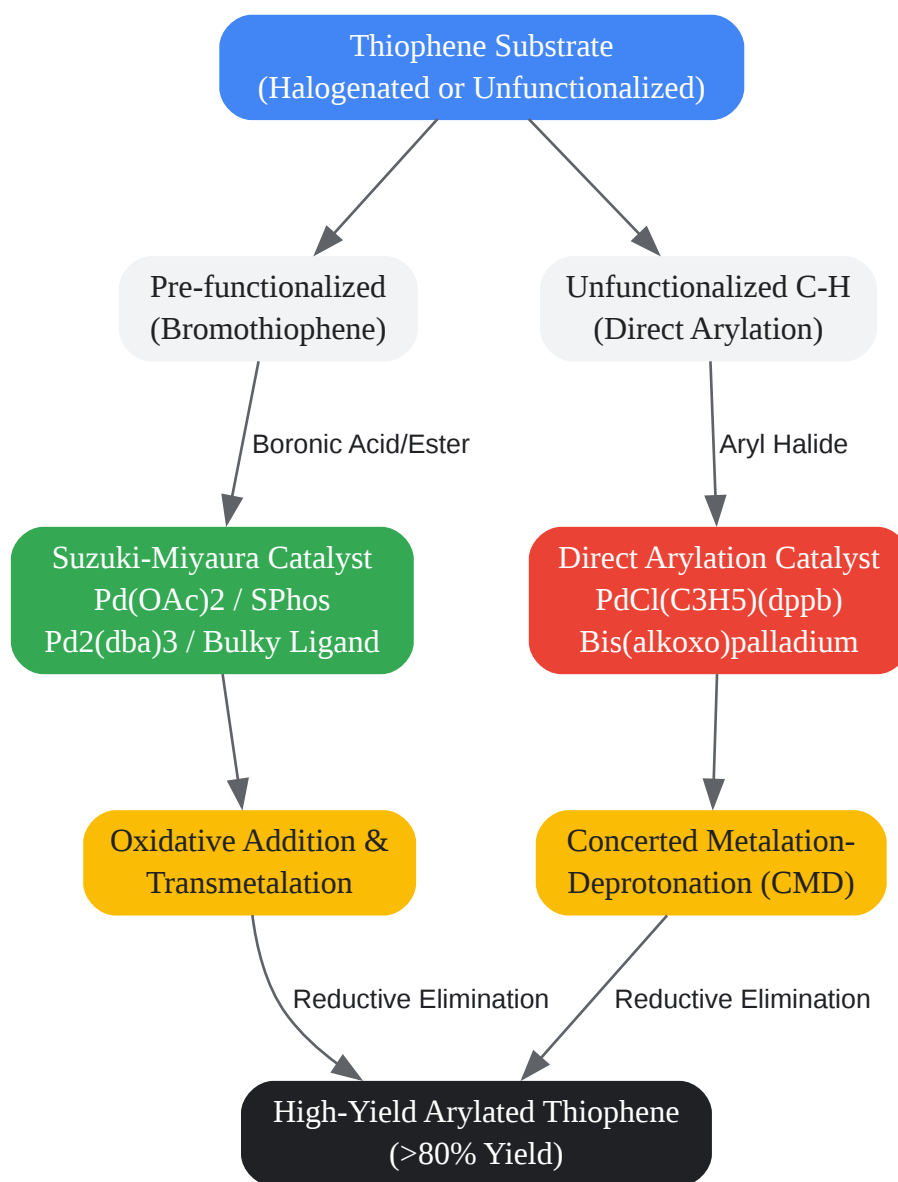 Thiophene Substrate
(Halogenated or Unfunctionalized)
Pre-functionalized
(Bromothiophene)
Unfunctionalized C-H
(Direct Arylation)
Boronic Acid/Ester
Aryl Halide
Suzuki-Miyaura Catalyst
Pd(OAc)2 / SPhos
Pd2(dba)3 / Bulky Ligand
Direct Arylation Catalyst
PdCl(C3H5)(dppb)
Bis(alkoxo)palladium
Oxidative Addition &
Transmetalation
Concerted Metalation-
Deprotonation (CMD)
Reductive Elimination
Reductive Elimination
High-Yield Arylated Thiophene
(>80% Yield)